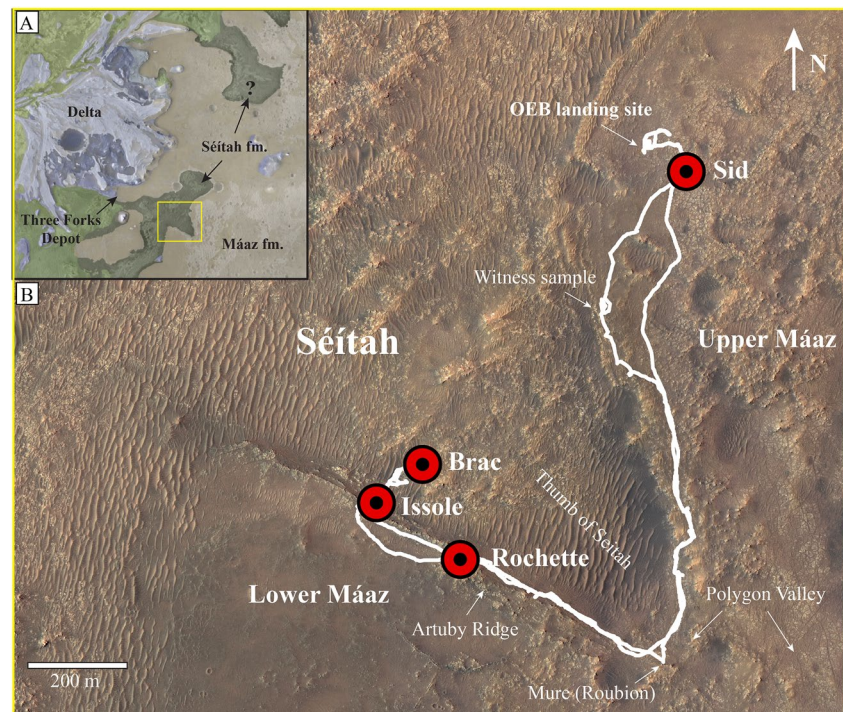 A
Delta
?
Séítah fm.
Three Forks
Depot
Máaz fm.
B
N
OEB landing site
Sid
Witness sample
Séítah
Upper Máaz
Brac
Issole
Thumb of Seitah
Rochette
Lower Máaz
Artuby Ridge
Polygon Valley
Mure (Roubion)
200 m